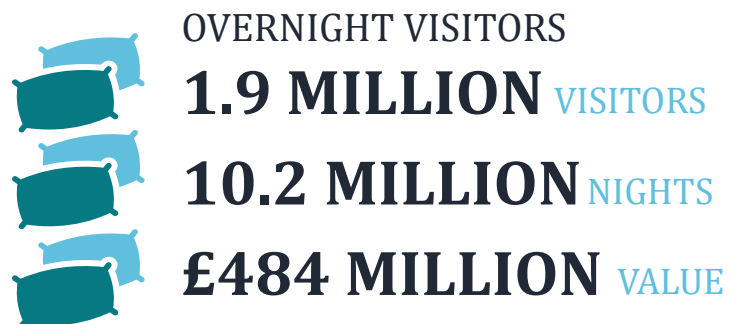 OVERNIGHT VISITORS
1.9 MILLION VISITORS
10.2 MILLION NIGHTS
£484 MILLION VALUE